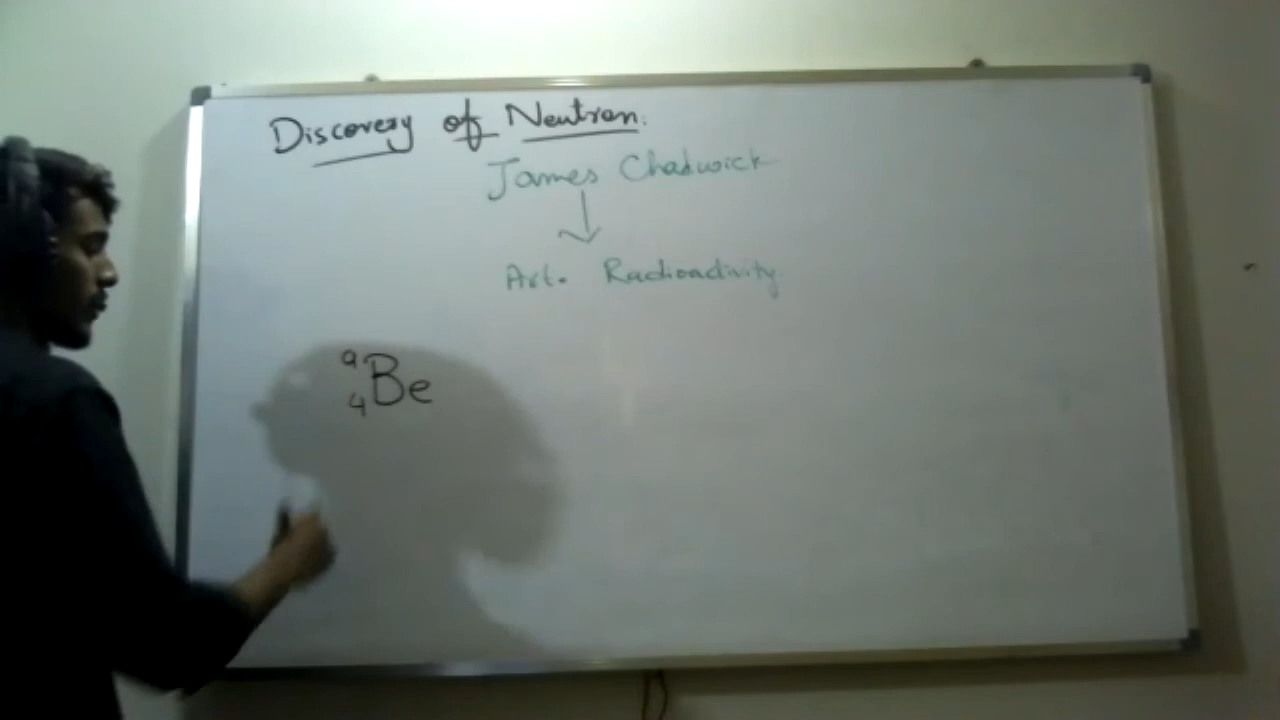 Discovery of Neutron.
James Chadwick
Art. Radioactivity.
⁹₄Be